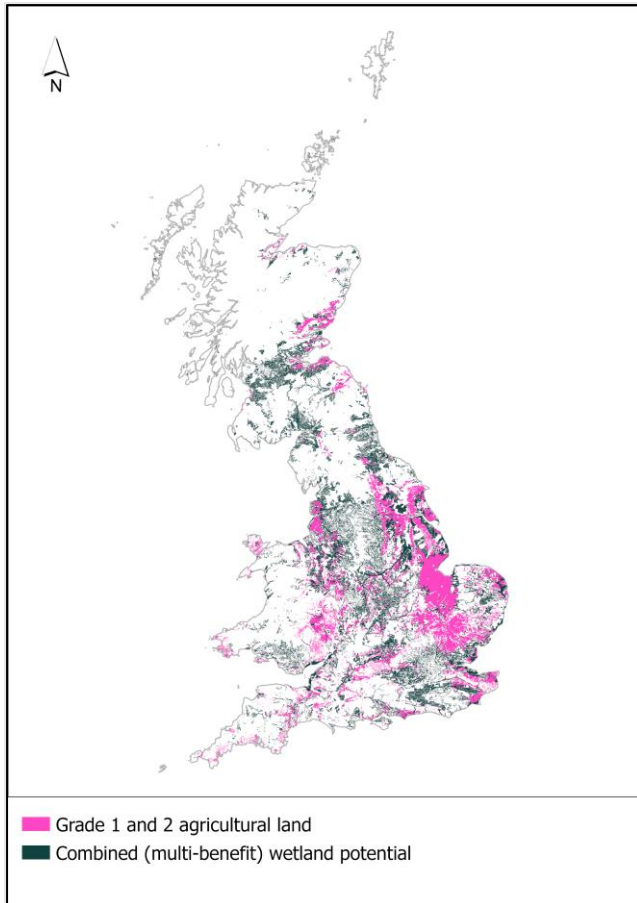 N
Grade 1 and 2 agricultural land
Combined (multi-benefit) wetland potential